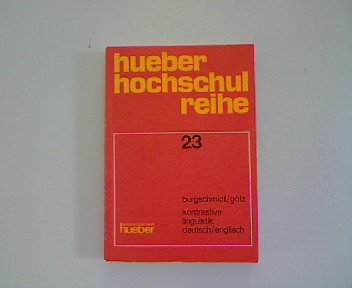 hueber
hochschul
reihe
23
burgschmidt/götz
kontrastive
linguistik
deutsch/englisch
hueber